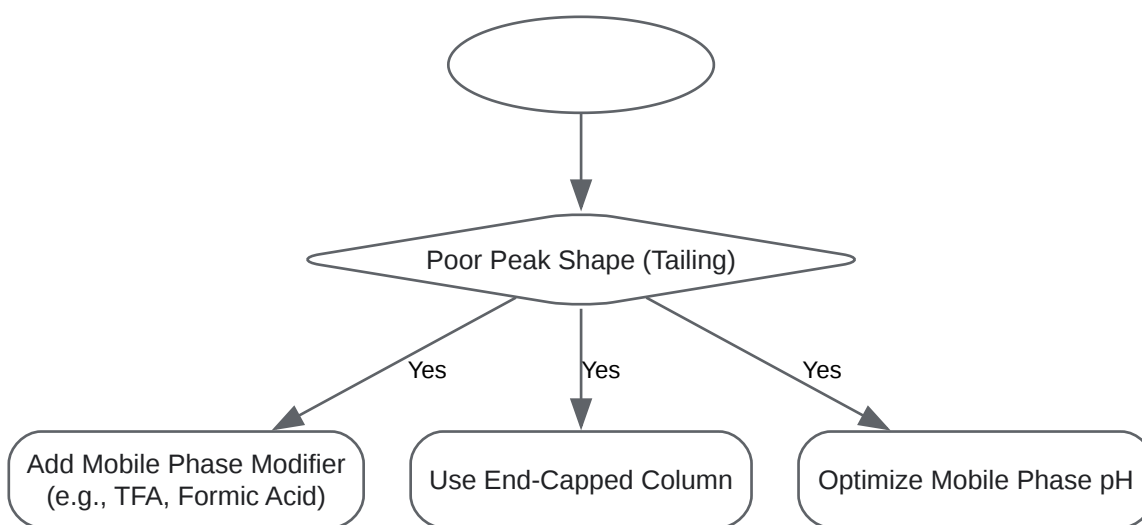 Poor Peak Shape (Tailing)
Yes
Yes
Yes
Add Mobile Phase Modifier
(e.g., TFA, Formic Acid)
Use End-Capped Column
Optimize Mobile Phase pH